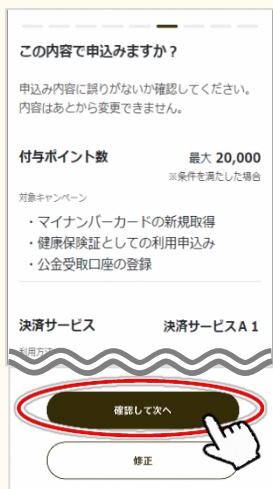 この内容で申込みますか？
申込み内容に誤りがないか確認してください。
内容はあとから変更できません。
付与ポイント数 最大 20,000
※条件を満たした場合
対象キャンペーン
・マイナンバーカードの新規取得
・健康保険証としての利用申込み
・公金受取口座の登録
決済サービス 決済サービスA 1
利用方法
確認して次へ
修正